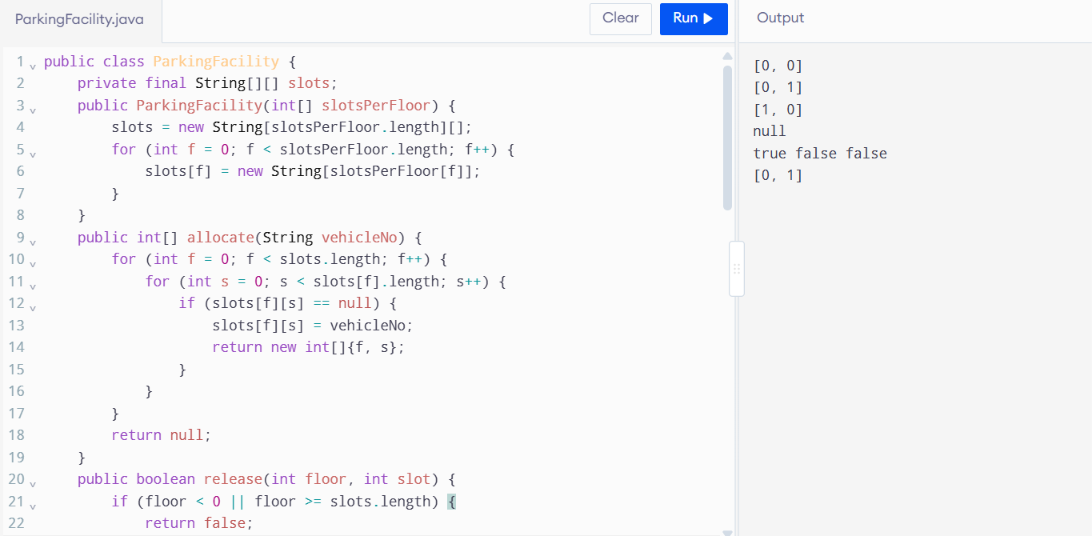 ParkingFacility.java
Clear
Run
Output
1 public class ParkingFacility {
2     private final String[][] slots;
3     public ParkingFacility(int[] slotsPerFloor) {
4         slots = new String[slotsPerFloor.length][];
5         for (int f = 0; f < slotsPerFloor.length; f++) {
6             slots[f] = new String[slotsPerFloor[f]];
7         }
8     }
9     public int[] allocate(String vehicleNo) {
10         for (int f = 0; f < slots.length; f++) {
11             for (int s = 0; s < slots[f].length; s++) {
12                 if (slots[f][s] == null) {
13                     slots[f][s] = vehicleNo;
14                     return new int[]{f, s};
15                 }
16             }
17         }
18         return null;
19     }
20     public boolean release(int floor, int slot) {
21         if (floor < 0 || floor >= slots.length) {
22             return false;
[0, 0]
[0, 1]
[1, 0]
null
true false false
[0, 1]